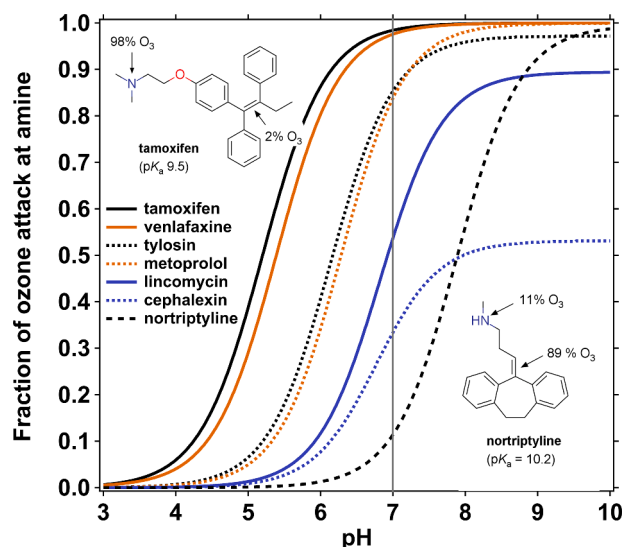 Fraction of ozone attack at amine
1.0
0.9
0.8
0.7
0.6
0.5
0.4
0.3
0.2
0.1
0.0
98% O3
N
O
2% O3
tamoxifen
(pKa 9.5)
tamoxifen
venlafaxine
tylosin
metoprolol
lincomycin
cephalexin
nortriptyline
HN
11% O3
89 % O3
nortriptyline
(pKa = 10.2)
3 4 5 6 7 8 9 10
pH